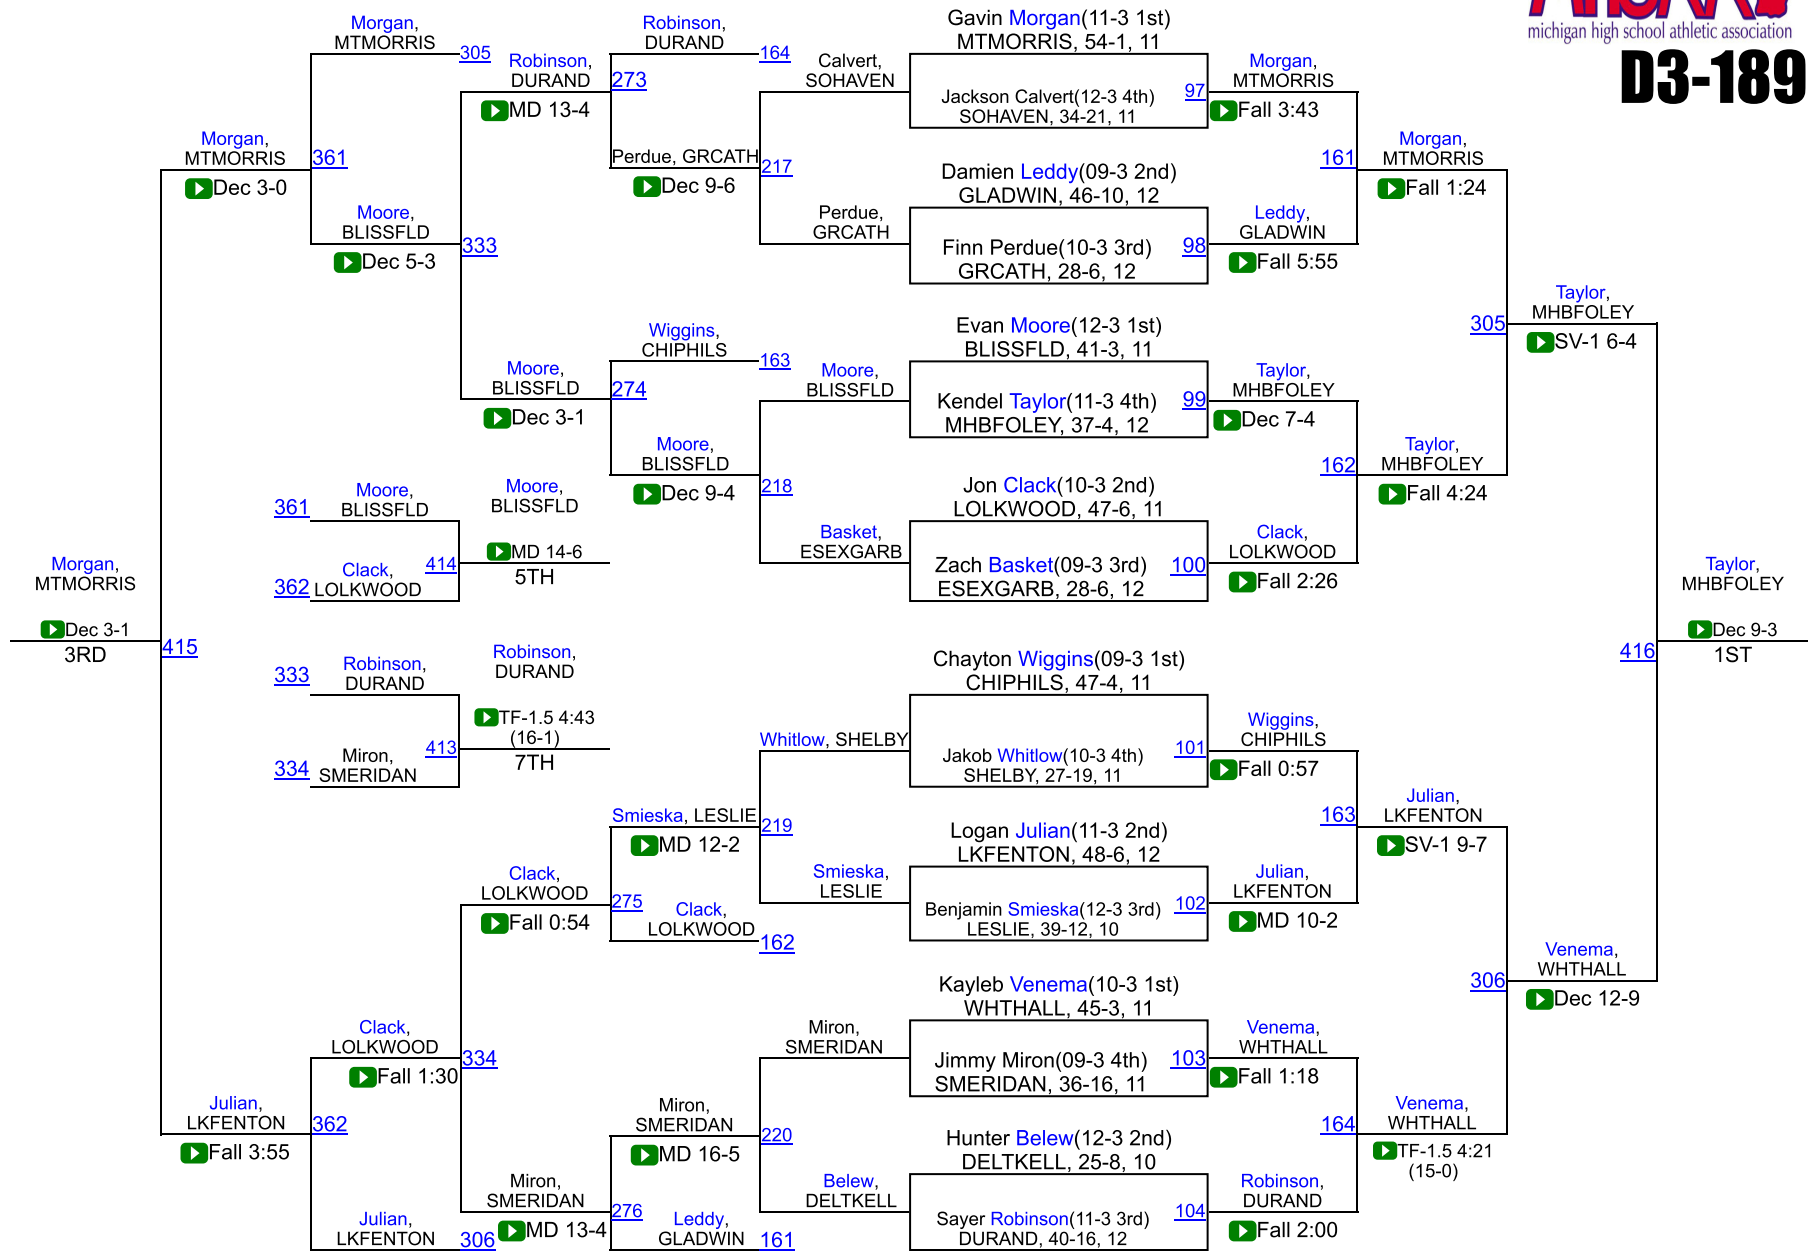 michigan high school athletic association
D3-189
Morgan,
MTMORRIS
305
Robinson,
DURAND
MD 13-4
Robinson,
DURAND
164
273
Calvert,
SOHAVEN
Gavin Morgan(11-3 1st)
MTMORRIS, 54-1, 11
Jackson Calvert(12-3 4th)
SOHAVEN, 34-21, 11
97
Morgan,
MTMORRIS
Fall 3:43
Morgan,
MTMORRIS
Dec 3-0
361
Perdue, GRCATH
Dec 9-6
217
Damien Leddy(09-3 2nd)
GLADWIN, 46-10, 12
161
Morgan,
MTMORRIS
Fall 1:24
Moore,
BLISSFLD
Dec 5-3
333
Perdue,
GRCATH
Finn Perdue(10-3 3rd)
GRCATH, 28-6, 12
98
Leddy,
GLADWIN
Fall 5:55
Wiggins,
CHIPHILS
163
Evan Moore(12-3 1st)
BLISSFLD, 41-3, 11
305
Taylor,
MHBFOLEY
SV-1 6-4
Moore,
BLISSFLD
Dec 3-1
274
Moore,
BLISSFLD
Kendel Taylor(11-3 4th)
MHBFOLEY, 37-4, 12
99
Taylor,
MHBFOLEY
Dec 7-4
Moore,
BLISSFLD
Dec 9-4
218
Jon Clack(10-3 2nd)
LOLKWOOD, 47-6, 11
162
Taylor,
MHBFOLEY
Fall 4:24
361
Moore,
BLISSFLD
Moore,
BLISSFLD
MD 14-6
5TH
414
362
Clack,
LOLKWOOD
Basket,
ESEXGARB
Zach Basket(09-3 3rd)
ESEXGARB, 28-6, 12
100
Clack,
LOLKWOOD
Fall 2:26
Morgan,
MTMORRIS
Dec 3-1
3RD
415
Taylor,
MHBFOLEY
Dec 9-3
1ST
416
333
Robinson,
DURAND
Robinson,
DURAND
TF-1.5 4:43
(16-1)
7TH
413
334
Miron,
SMERIDAN
Chayton Wiggins(09-3 1st)
CHIPHILS, 47-4, 11
Whitlow, SHELBY
Jakob Whitlow(10-3 4th)
SHELBY, 27-19, 11
101
Wiggins,
CHIPHILS
Fall 0:57
Smieska, LESLIE
MD 12-2
219
Logan Julian(11-3 2nd)
LKFENTON, 48-6, 12
163
Julian,
LKFENTON
SV-1 9-7
Clack,
LOLKWOOD
Fall 0:54
275
Clack,
LOLKWOOD
162
Smieska,
LESLIE
Benjamin Smieska(12-3 3rd)
LESLIE, 39-12, 10
102
Julian,
LKFENTON
MD 10-2
Kayleb Venema(10-3 1st)
WHTHALL, 45-3, 11
306
Venema,
WHTHALL
Dec 12-9
Clack,
LOLKWOOD
Fall 1:30
334
Miron,
SMERIDAN
Jimmy Miron(09-3 4th)
SMERIDAN, 36-16, 11
103
Venema,
WHTHALL
Fall 1:18
Julian,
LKFENTON
Fall 3:55
362
Miron,
SMERIDAN
MD 16-5
220
Hunter Belew(12-3 2nd)
DELTKELL, 25-8, 10
164
Venema,
WHTHALL
TF-1.5 4:21
(15-0)
Miron,
SMERIDAN
MD 13-4
276
Belew,
DELTKELL
Sayer Robinson(11-3 3rd)
DURAND, 40-16, 12
104
Robinson,
DURAND
Fall 2:00
Julian,
LKFENTON
306
Leddy,
GLADWIN
161